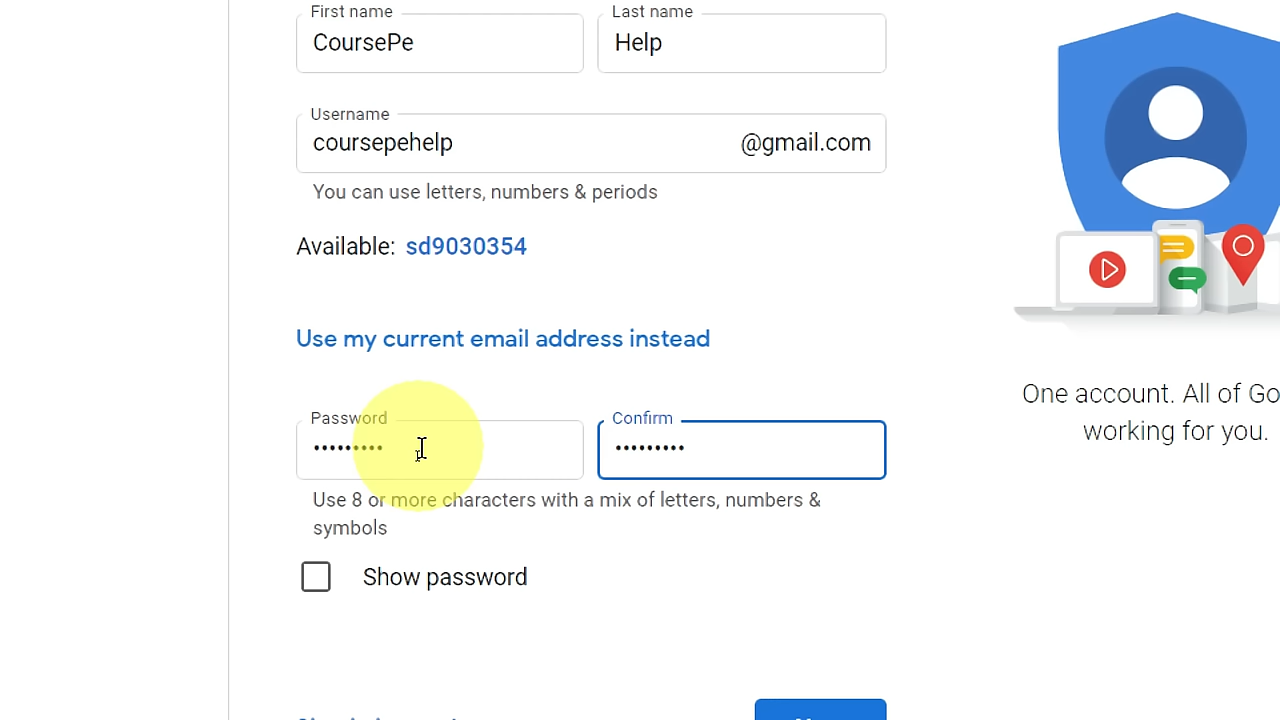 First name
Last name
CoursePe
Help
Username
coursepehelp
@gmail.com
You can use letters, numbers & periods
Available: sd9030354
Use my current email address instead
Password
Confirm
•••••••••
•••••••••
Use 8 or more characters with a mix of letters, numbers &
symbols
Show password
One account. All of Go
working for you.